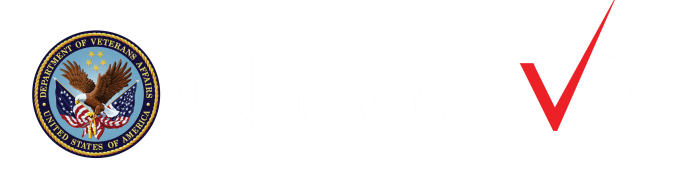 DEPARTMENT OF VETERANS AFFAIRS
UNITED STATES OF AMERICA